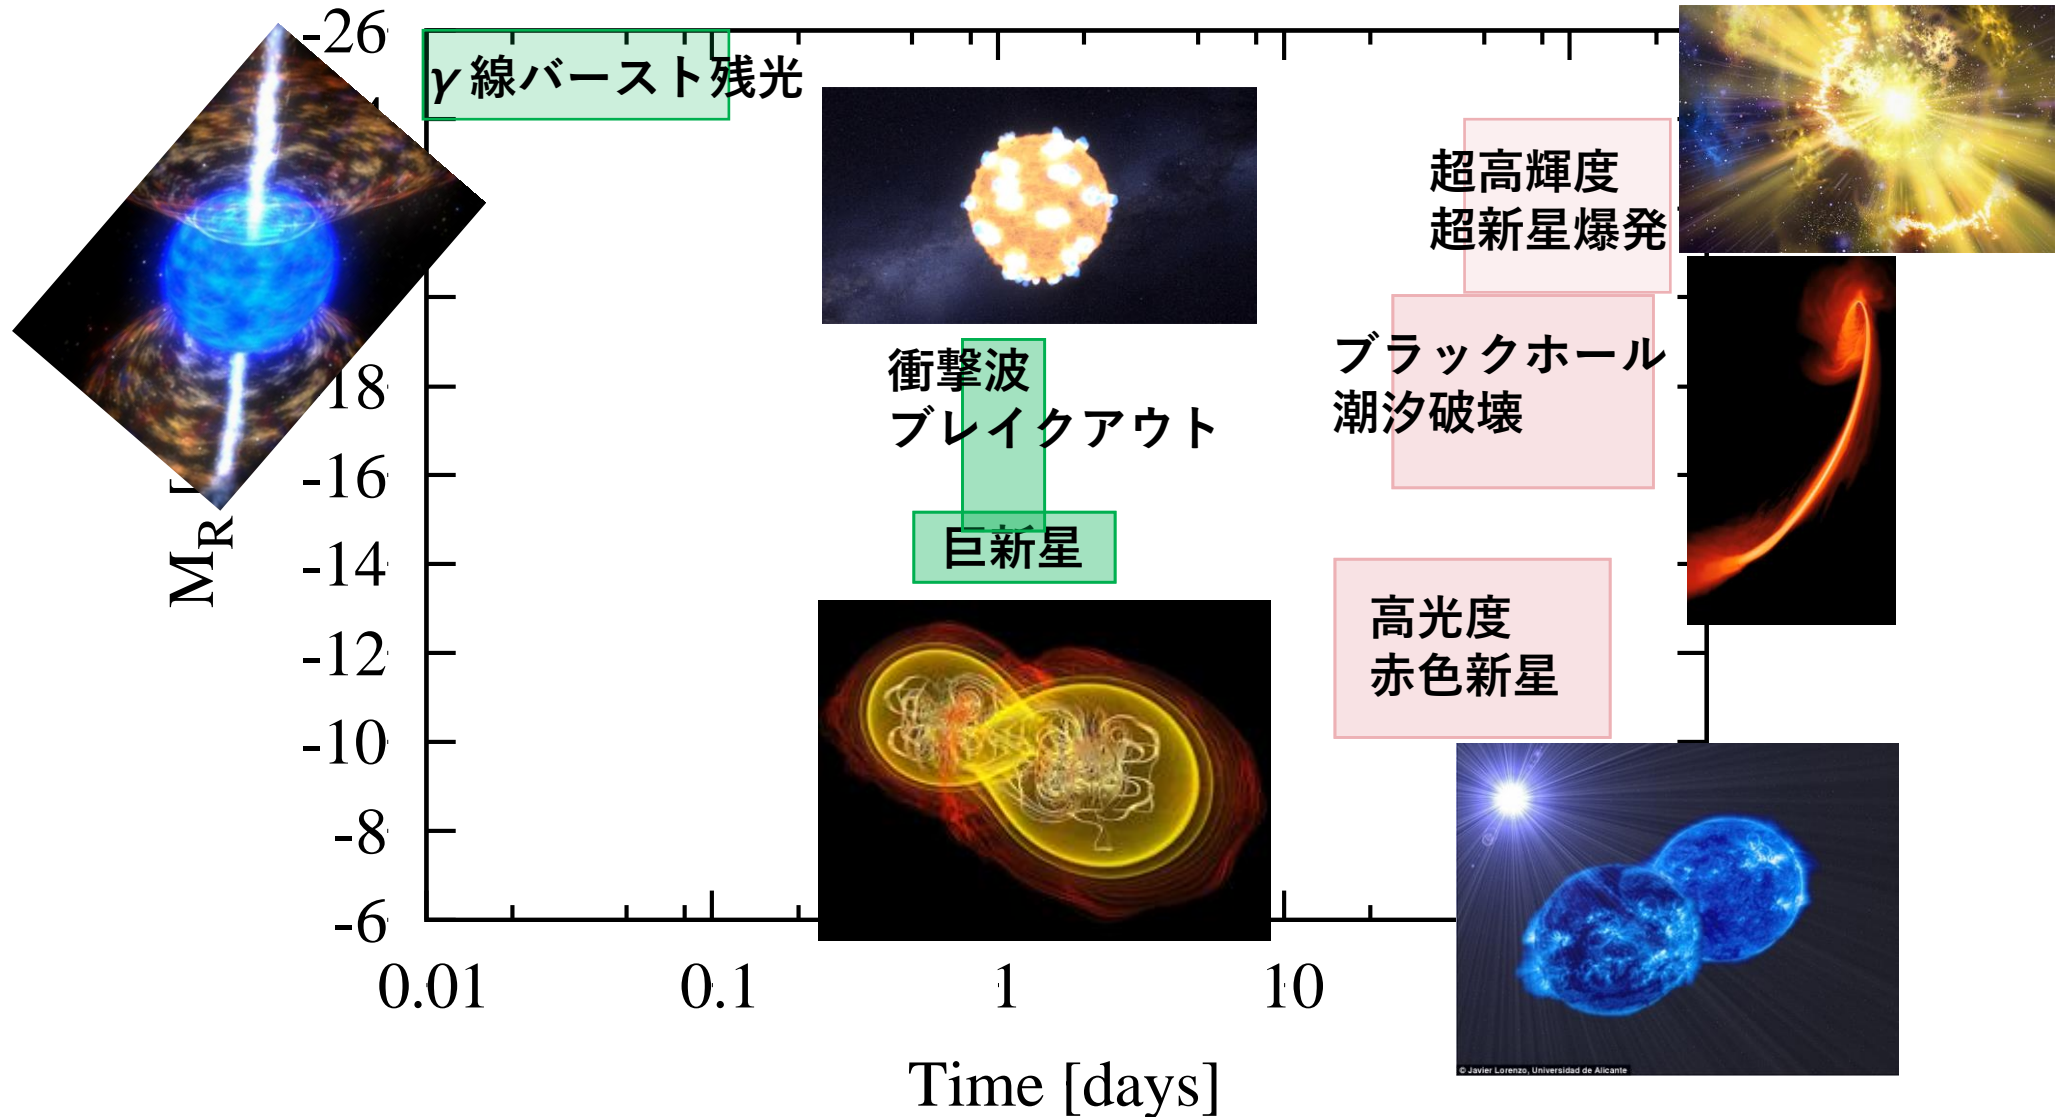 -26
γ 線バースト残光
超高輝度
超新星爆発
衝撃波
ブレイクアウト
ブラックホール
潮汐破壊
18
-16
巨新星
-14
M_R [
高光度
赤色新星
-12
-10
-8
-6
0.01
0.1
1
10
Time [days]
© Javier Lorenzo, Universidad de Alicante